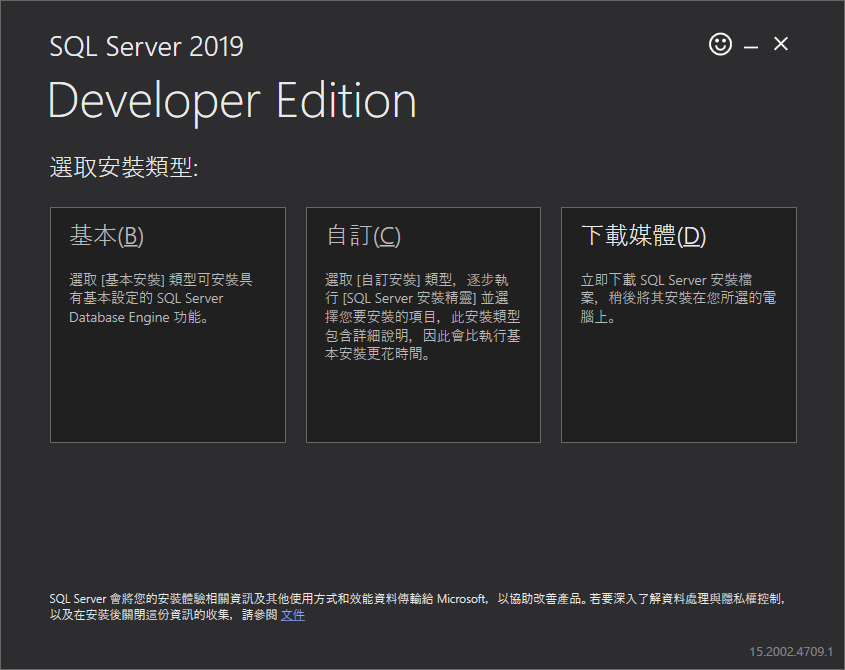 SQL Server 2019
Developer Edition
選取安裝類型:
基本(B)
選取 [基本安裝] 類型可安裝具
有基本設定的 SQL Server
Database Engine 功能。
自訂(C)
選取 [自訂安裝] 類型，逐步執
行 [SQL Server 安裝精靈] 並選
擇您要安裝的項目，此安裝類型
包含詳細說明，因此會比執行基
本安裝更花時間。
下載媒體(D)
立即下載 SQL Server 安裝檔
案，稍後將其安裝在您所選的電
腦上。
SQL Server 會將您的安裝體驗相關資訊及其他使用方式和效能資料傳輸給 Microsoft，以協助改善產品。若要深入了解資料處理與隱私權控制，
以及在安裝後關閉這份資訊的收集，請參閱 文件
15.2002.4709.1